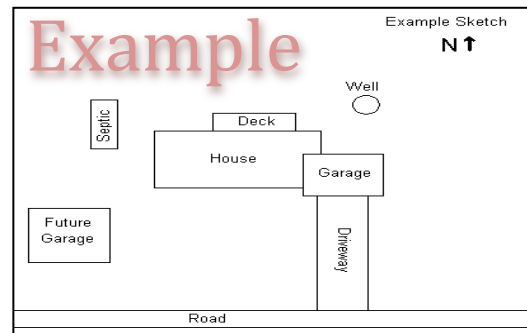 Example
Example Sketch
N↑
Well
Septic
Deck
House
Garage
Future
Garage
Driveway
Road